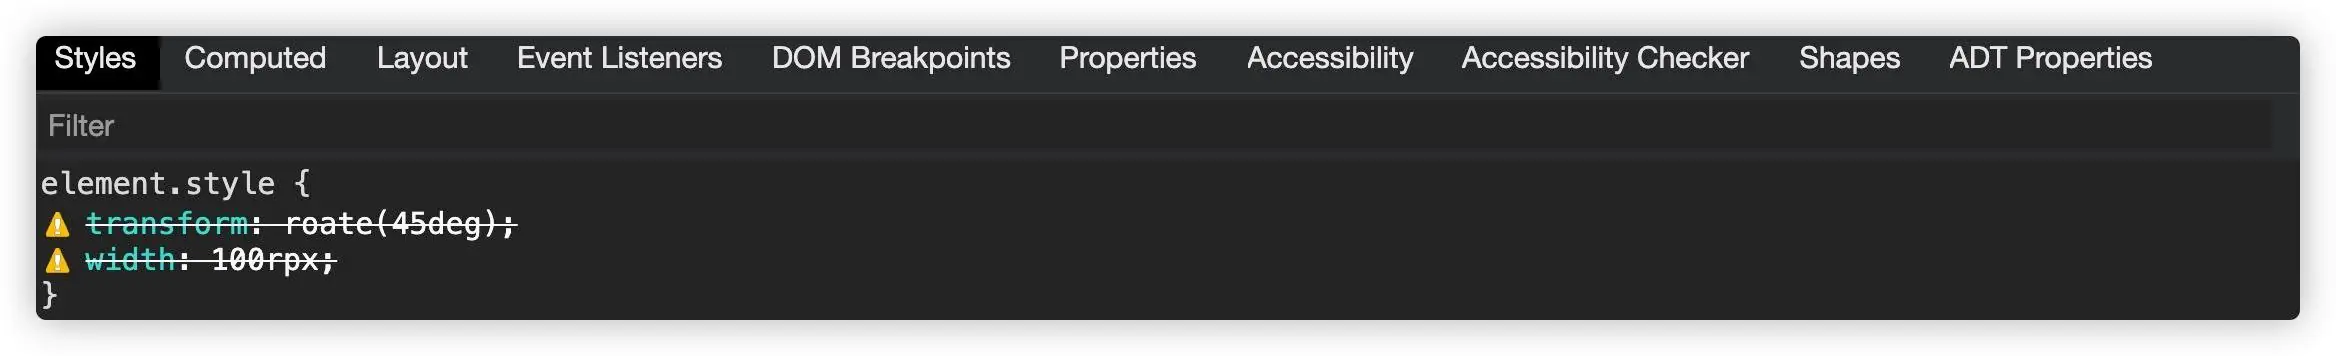 Styles Computed Layout Event Listeners DOM Breakpoints Properties Accessibility Accessibility Checker Shapes ADT Properties
Filter
element.style {
transform: roate(45deg);
width: 100rpx;
}